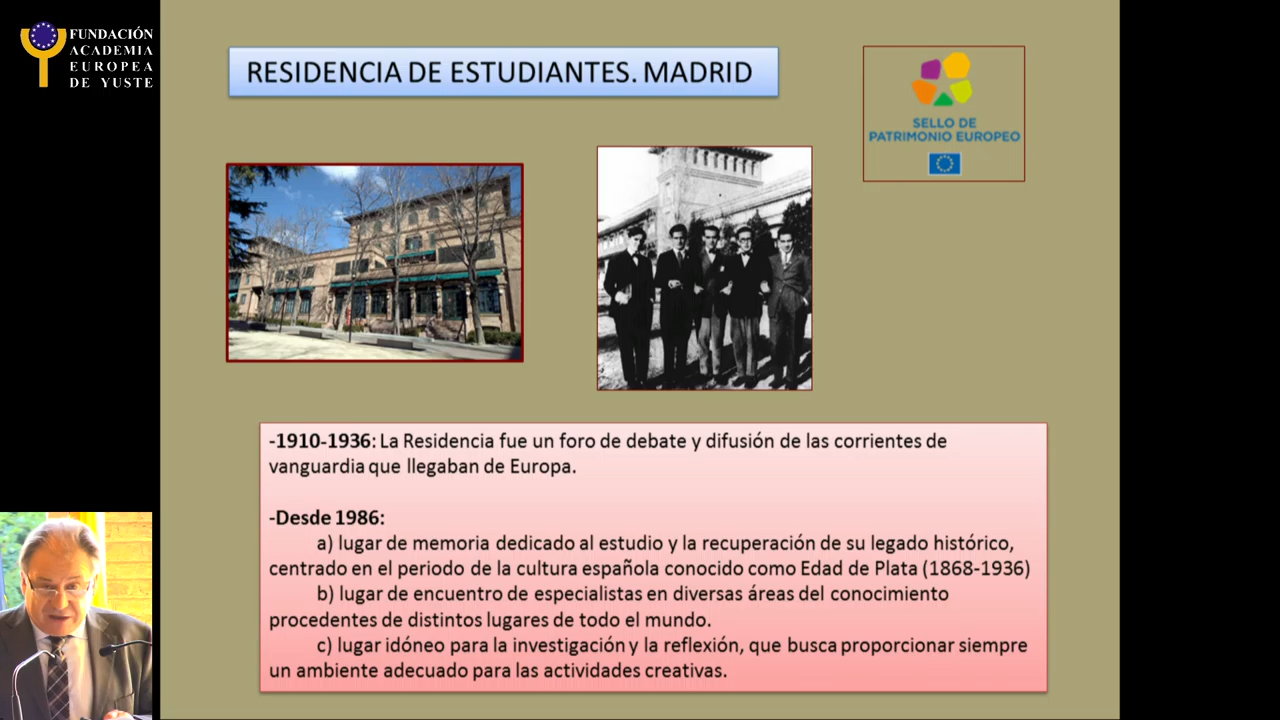 FUNDACIÓN
ACADEMIA
EUROPEA
DE YUSTE
RESIDENCIA DE ESTUDIANTES. MADRID
SELLO DE
PATRIMONIO EUROPEO
-1910-1936: La Residencia fue un foro de debate y difusión de las corrientes de
vanguardia que llegaban de Europa.
-Desde 1986:
a) lugar de memoria dedicado al estudio y la recuperación de su legado histórico,
centrado en el periodo de la cultura española conocido como Edad de Plata (1868-1936)
b) lugar de encuentro de especialistas en diversas áreas del conocimiento
procedentes de distintos lugares de todo el mundo.
c) lugar idóneo para la investigación y la reflexión, que busca proporcionar siempre
un ambiente adecuado para las actividades creativas.